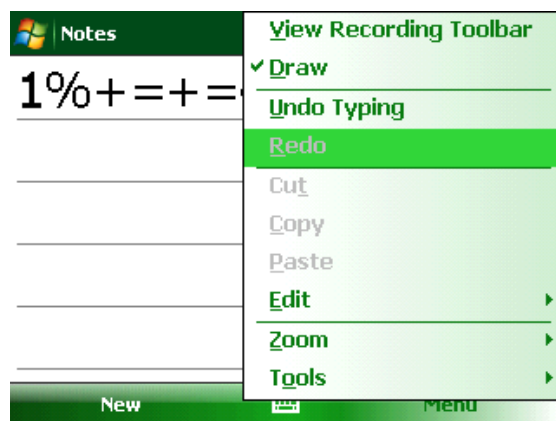 Notes
1%+=+=
View Recording Toolbar
Draw
Undo Typing
Redo
Cut
Copy
Paste
Edit
Zoom
Tools
New
Menu